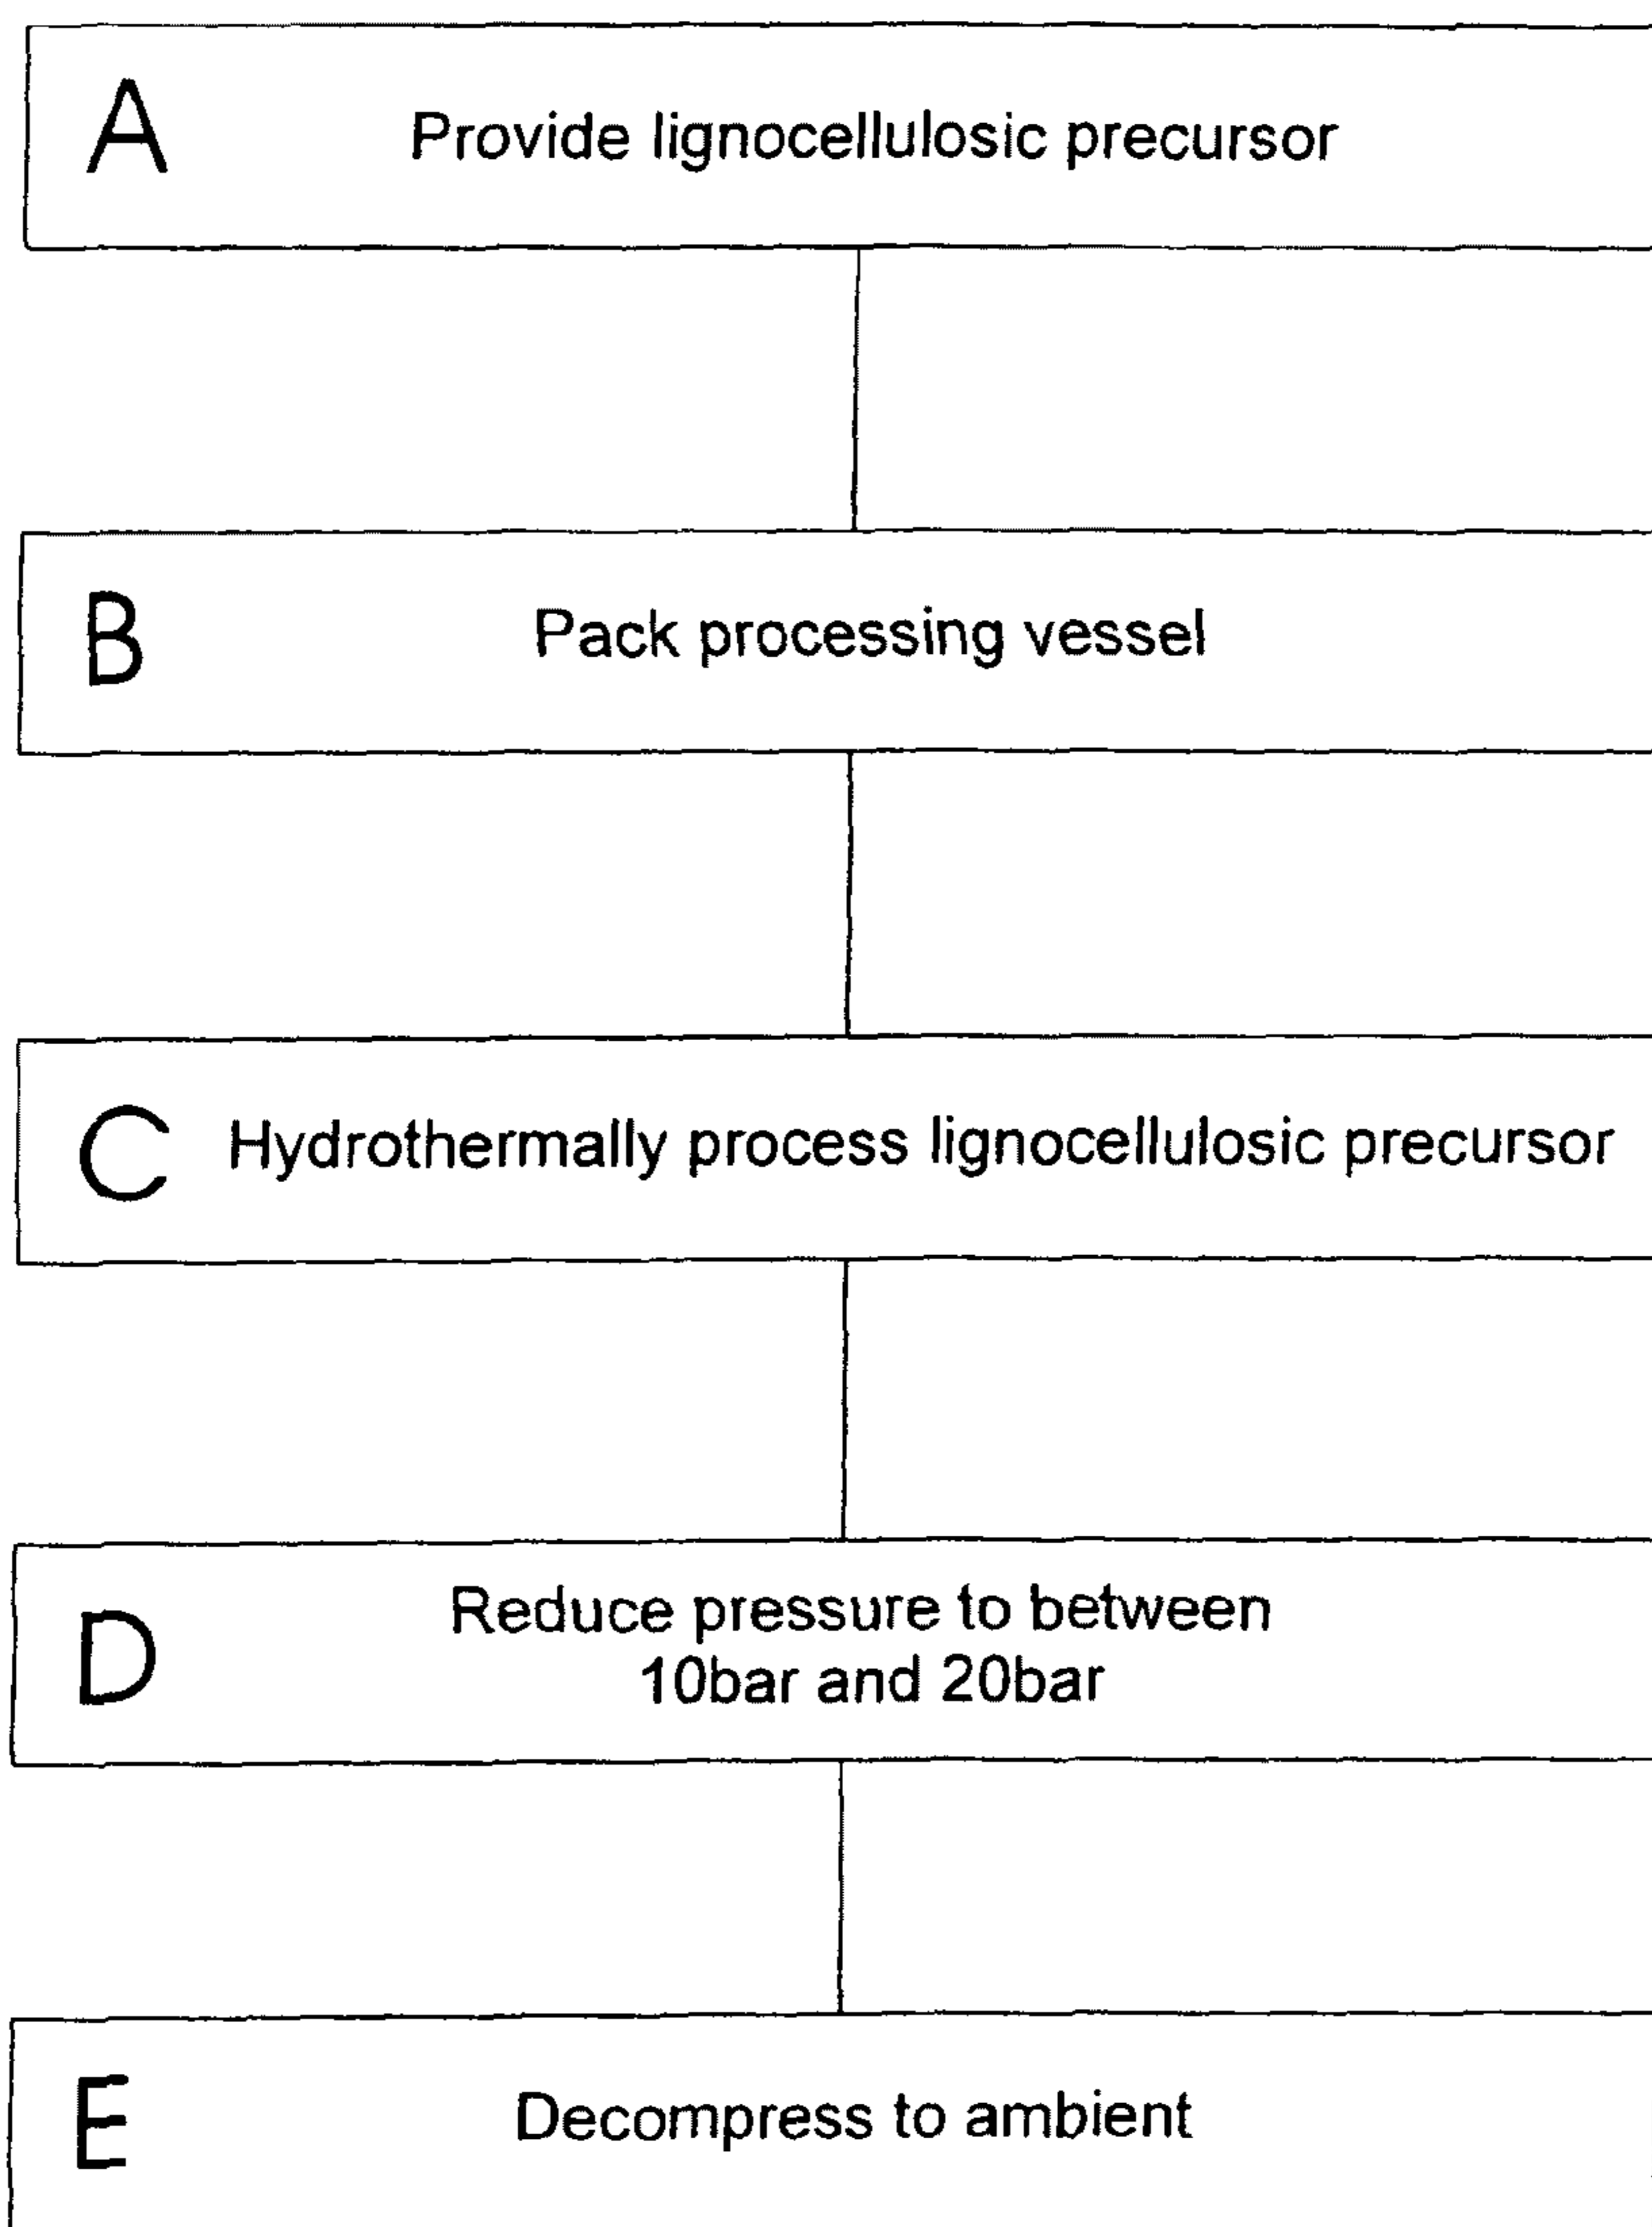 A Provide lignocellulosic precursor
B Pack processing vessel
C Hydrothermally process lignocellulosic precursor
D Reduce pressure to between
10bar and 20bar
E Decompress to ambient